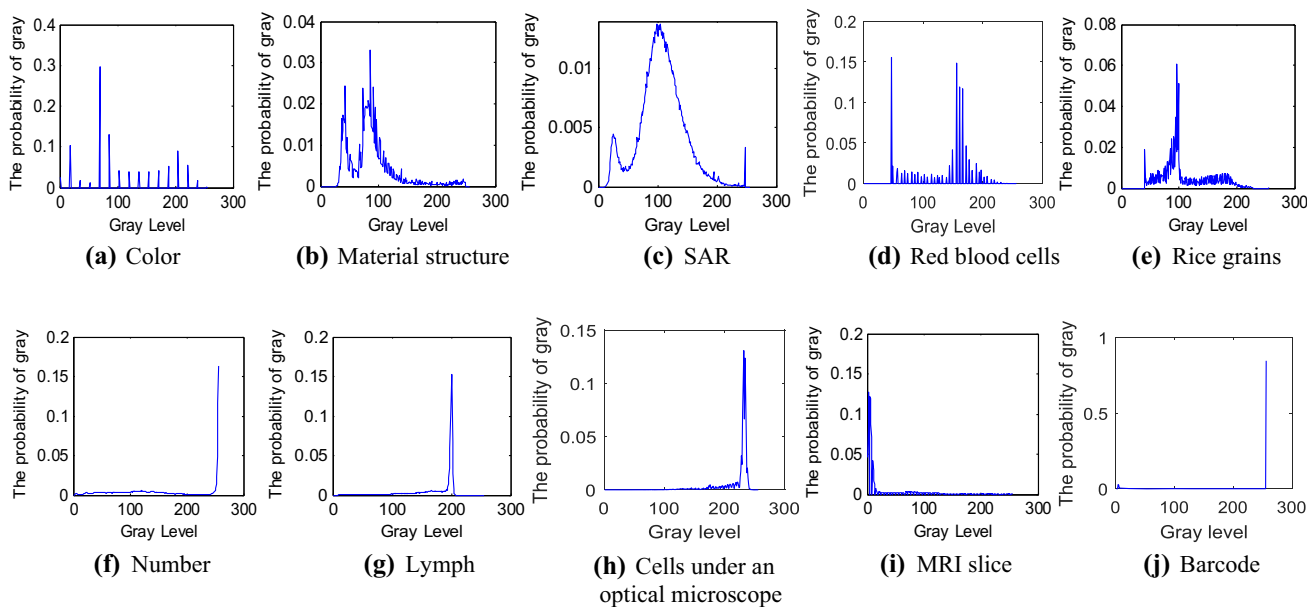 The probability of gray
0.4
0.3
0.2
0.1
0
0 100 200 300
Gray Level
(a) Color
The probability of gray
0.04
0.03
0.02
0.01
0
0 100 200 300
Gray Level
(b) Material structure
The probability of gray
0.01
0.005
0
0 100 200 300
Gray Level
(c) SAR
The probability of gray
0.2
0.15
0.1
0.05
0
0 100 200 300
Gray Level
(d) Red blood cells
The probability of gray
0.08
0.06
0.04
0.02
0
0 100 200 300
Gray Level
(e) Rice grains
The probability of gray
0.2
0.15
0.1
0.05
0
0 100 200 300
Gray Level
(f) Number
The probability of gray
0.2
0.15
0.1
0.05
0
0 100 200 300
Gray Level
(g) Lymph
The probability of gray
0.15
0.1
0.05
0
0 100 200 300
Gray level
(h) Cells under an
optical microscope
The probability of gray
0.2
0.15
0.1
0.05
0
0 100 200 300
Gray Level
(i) MRI slice
The probability of gray
1
0.5
0
0 100 200 300
Gray level
(j) Barcode